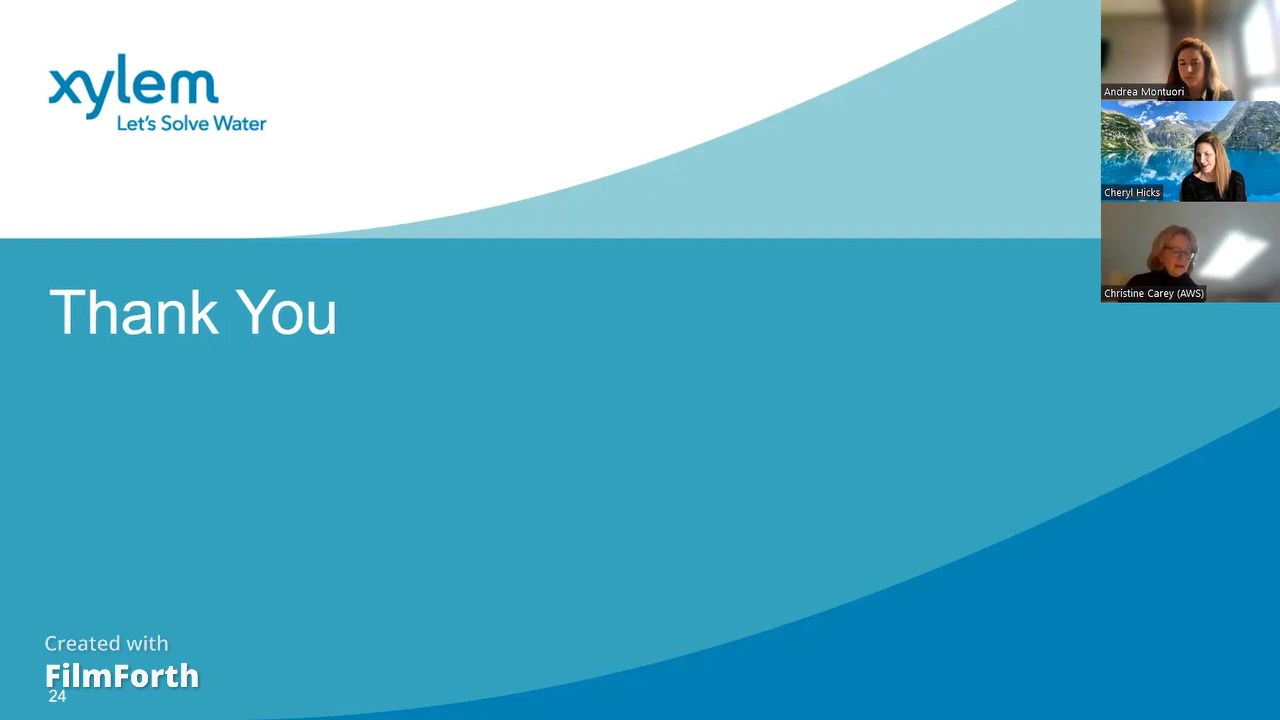 xylem
Let's Solve Water
Andrea Montuori
Cheryl Hicks
Christine Carey (AWS)
Thank You
Created with
FilmForth
24